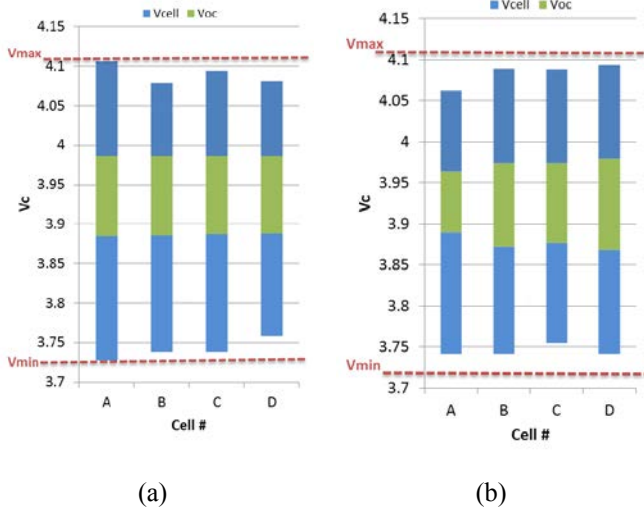 Vcell Voc
Vmax
4.15
4.1
4.05
4
3.95
3.9
3.85
3.8
3.75
3.7
Vc
Vmin
A B C D
Cell #
(a)
Vcell Voc
Vmax
4.15
4.1
4.05
4
3.95
3.9
3.85
3.8
3.75
3.7
Vc
Vmin
A B C D
Cell #
(b)